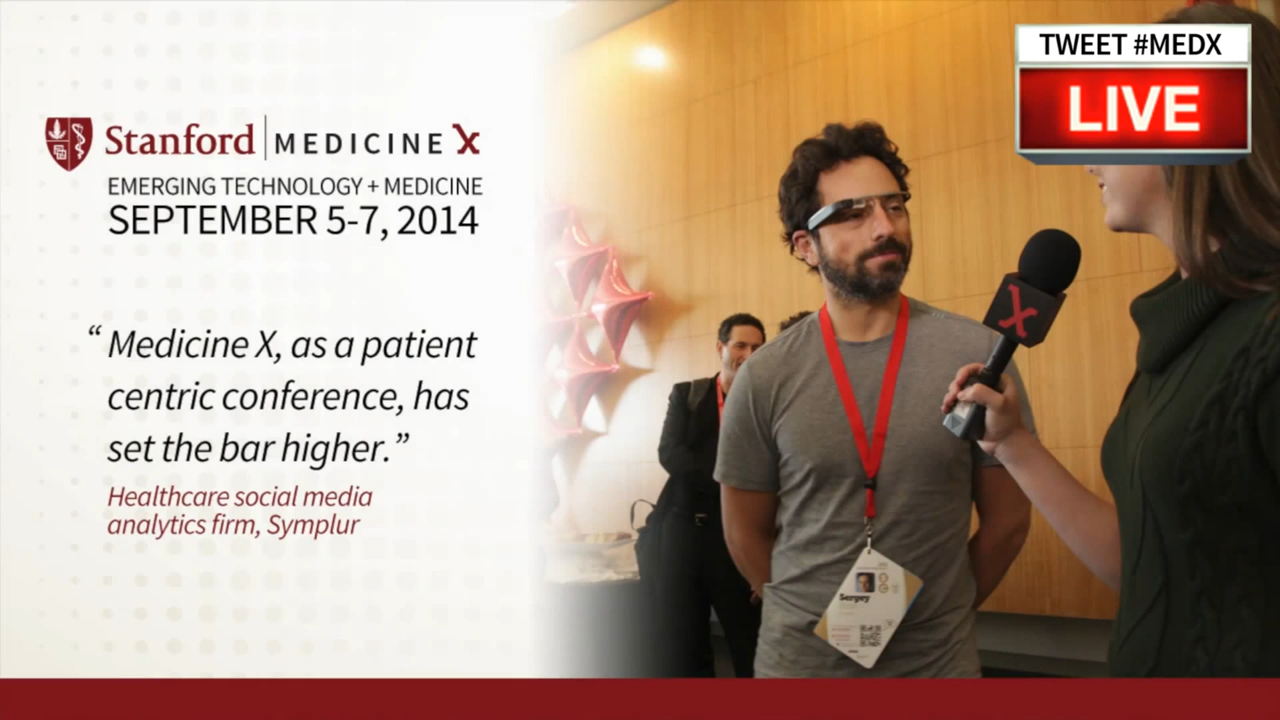 Stanford MEDICINE X
EMERGING TECHNOLOGY + MEDICINE
SEPTEMBER 5-7, 2014
“ Medicine X, as a patient
centric conference, has
set the bar higher.”
Healthcare social media
analytics firm, Symplur
TWEET #MEDX
LIVE
X
Sergey